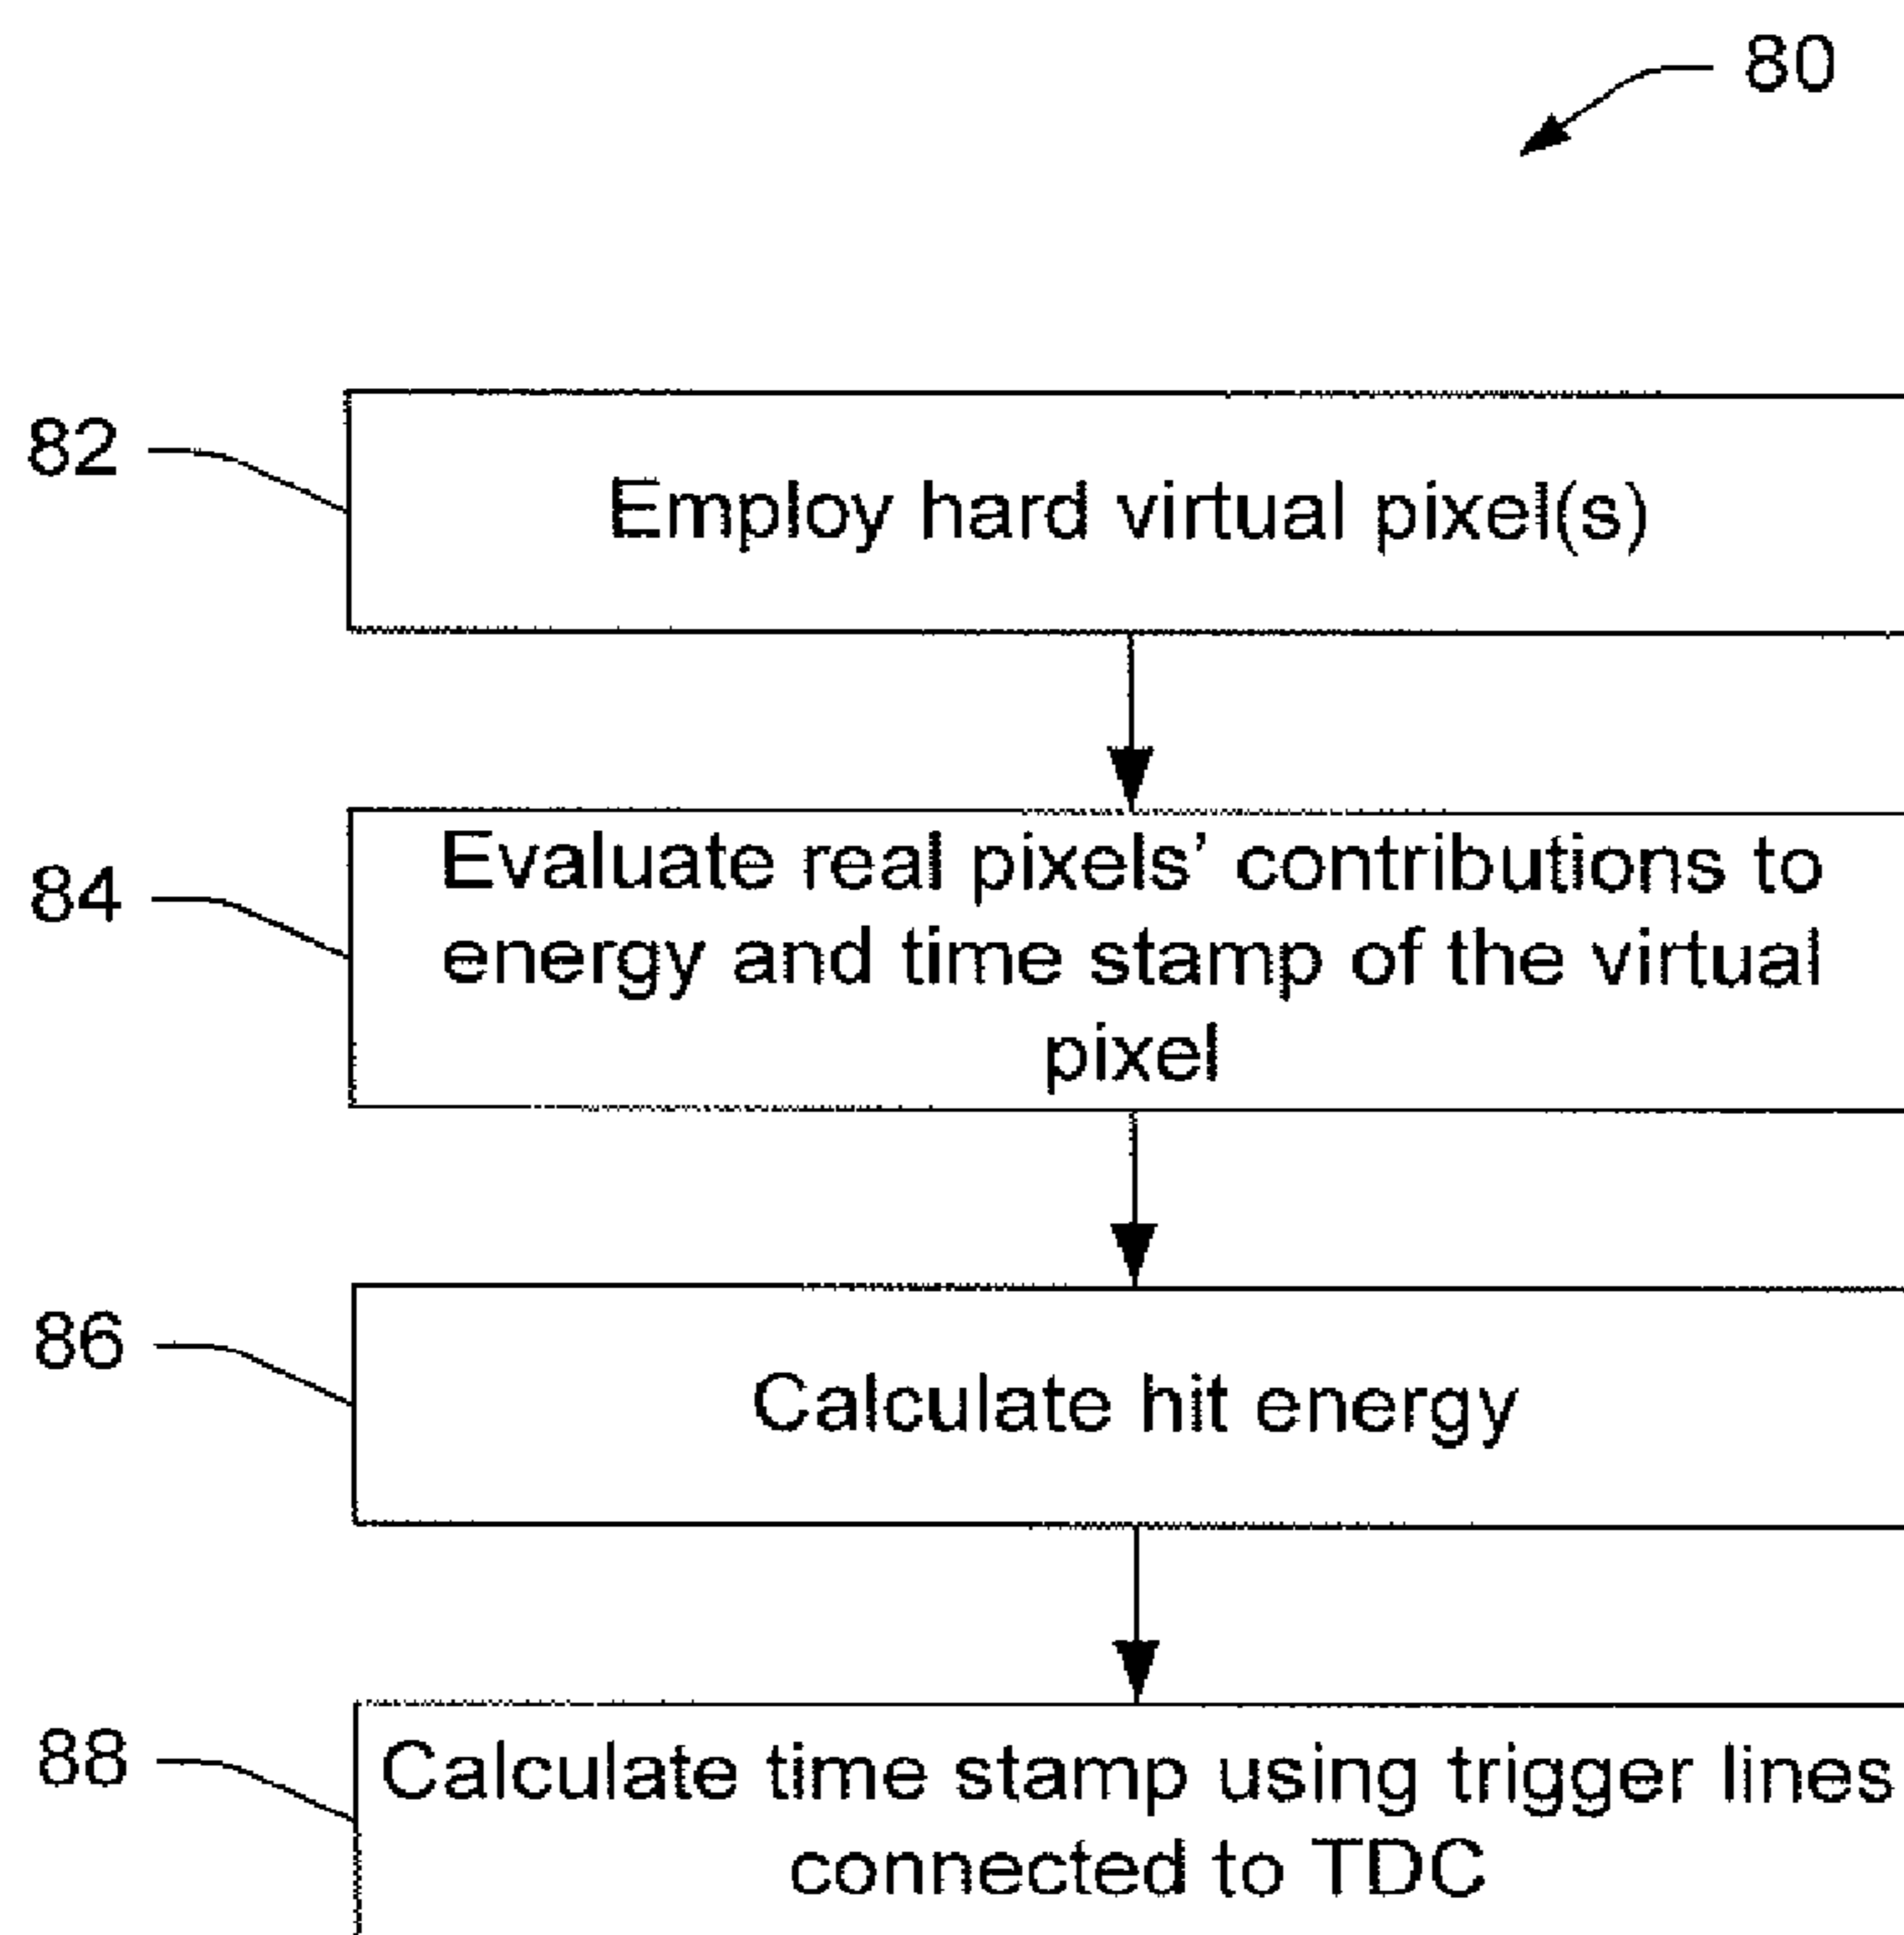 80
82
Employ hard virtual pixel(s)
84
Evaluate real pixels' contributions to
energy and time stamp of the virtual
pixel
86
Calculate hit energy
88
Calculate time stamp using trigger lines
connected to TDC